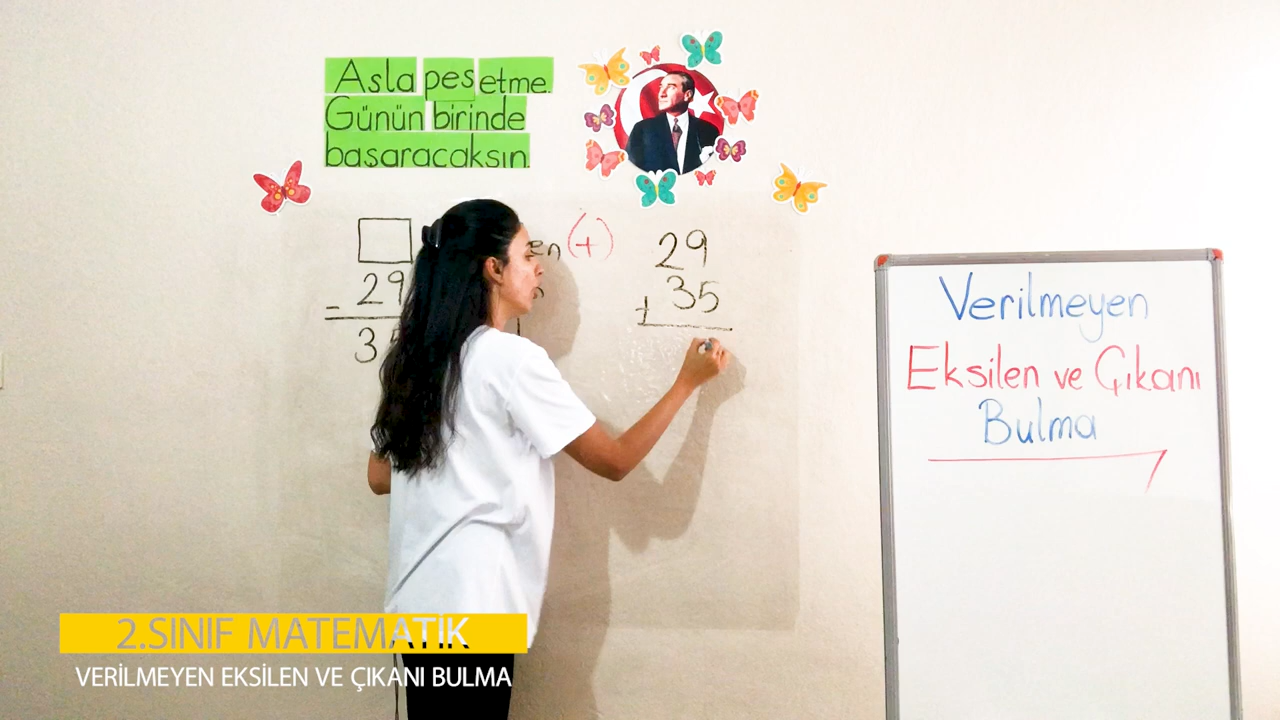 Asla pes etme.
Günün birinde
başaracaksın.
(+)
29
- 29
35
+ 35
Verilmeyen
Eksilen ve Çıkanı
Bulma
2.SINIF MATEMATİK
VERİLMEYEN EKSİLEN VE ÇIKANI BULMA